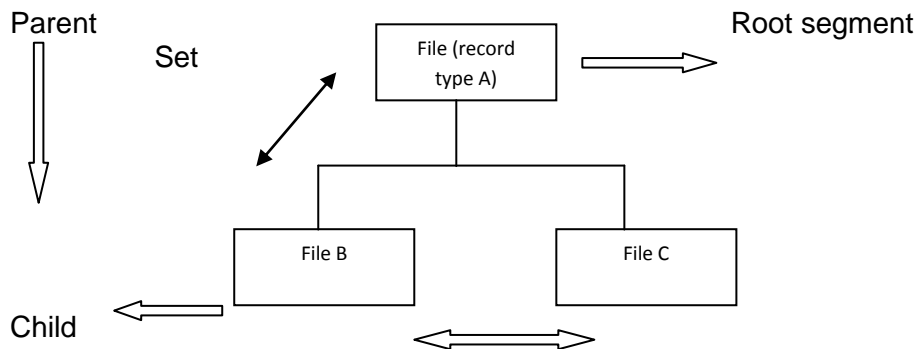 Parent
Set
File (record
type A)
Root segment
File B
File C
Child